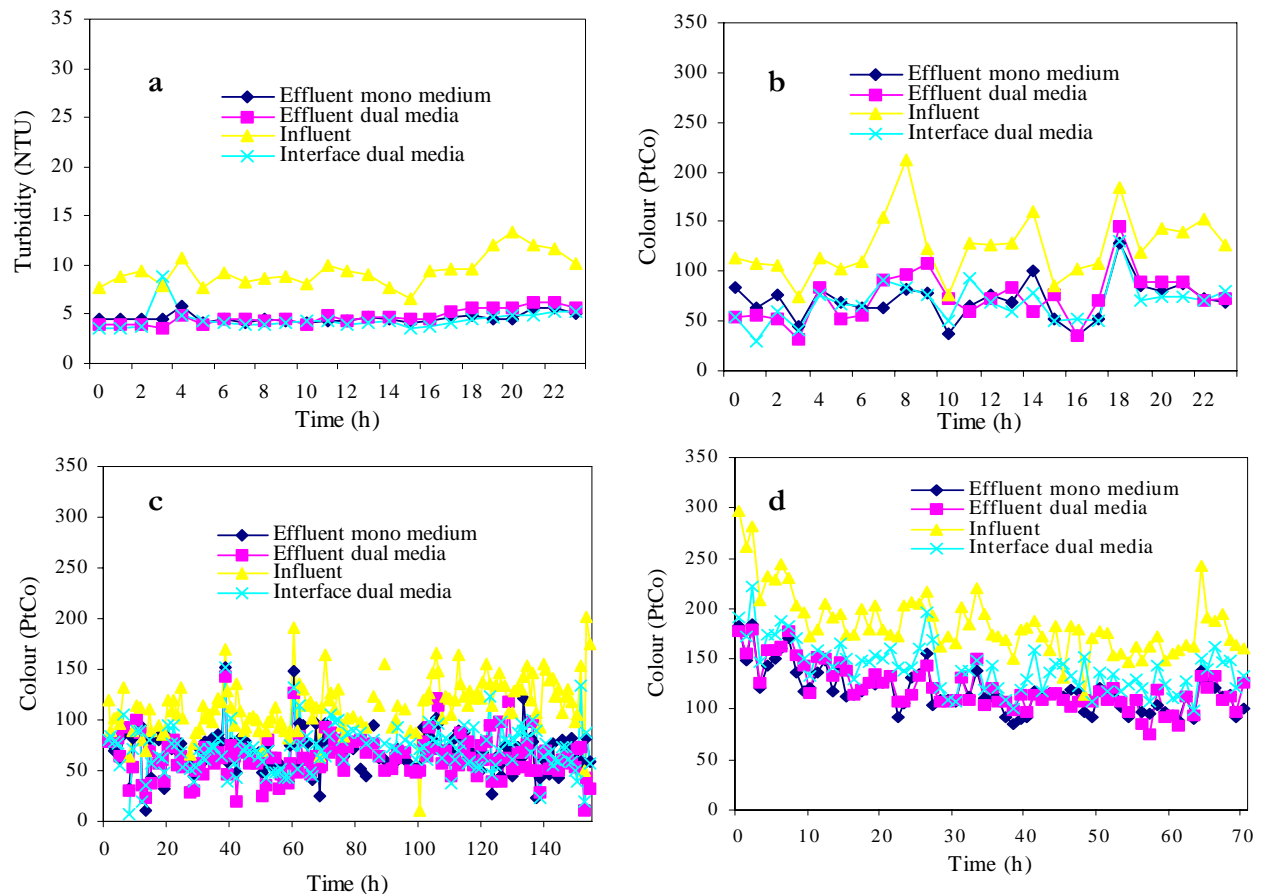 35
30
25
20
15
10
5
0
Turbidity (NTU)
a
Effluent mono medium
Effluent dual media
Influent
Interface dual media
0 2 4 6 8 10 12 14 16 18 20 22
Time (h)
350
300
250
200
150
100
50
0
Colour (PtCo)
b
Effluent mono medium
Effluent dual media
Influent
Interface dual media
0 2 4 6 8 10 12 14 16 18 20 22
Time (h)
350
300
250
200
150
100
50
0
Colour (PtCo)
c
Effluent mono medium
Effluent dual media
Influent
Interface dual media
0 20 40 60 80 100 120 140
Time (h)
350
300
250
200
150
100
50
0
Colour (PtCo)
d
Effluent mono medium
Effluent dual media
Influent
Interface dual media
0 10 20 30 40 50 60 70
Time (h)